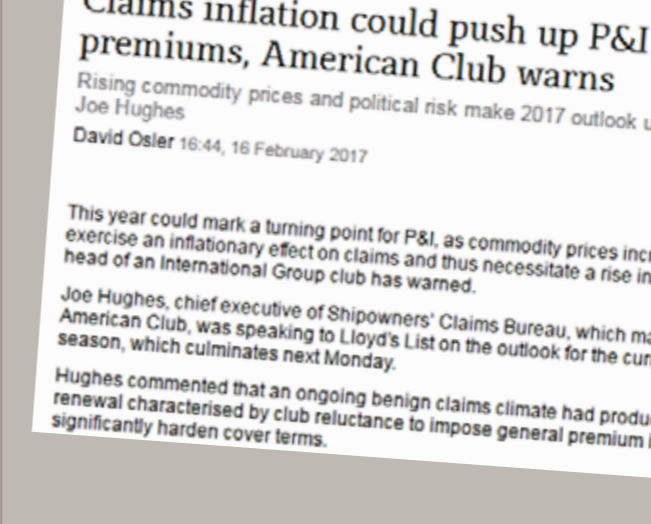 Claims inflation could push up P&I
premiums, American Club warns
Rising commodity prices and political risk make 2017 outlook
Joe Hughes
David Osler 16:44, 16 February 2017
This year could mark a turning point for P&I, as commodity prices
exercise an inflationary effect on claims and thus necessitate a rise in
head of an International Group club has warned.
Joe Hughes, chief executive of Shipowners' Claims Bureau, which
American Club, was speaking to Lloyd's List on the outlook for the
season, which culminates next Monday.
Hughes commented that an ongoing benign claims climate had
renewal characterised by club reluctance to impose general premium
significantly harden cover terms.